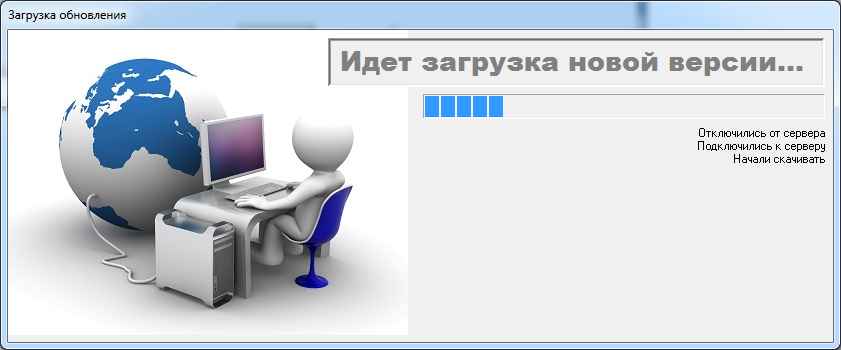 Загрузка обновления
Идет загрузка новой версии...
Отключились от сервера
Подключились к серверу
Начали скачивать